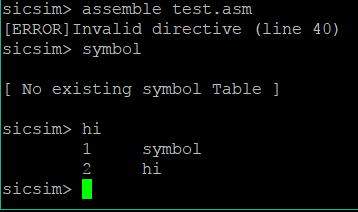 sicsim> assemble test.asm
[ERROR]Invalid directive (line 40)
sicsim> symbol
[ No existing symbol Table ]
sicsim> hi
1 symbol
2 hi
sicsim>